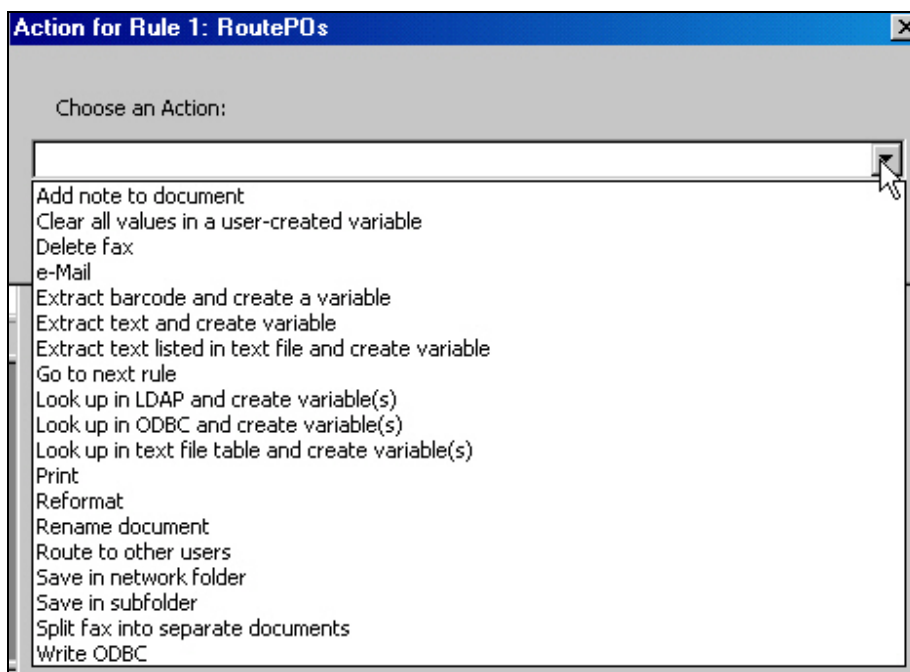 Action for Rule 1: RoutePOs
Choose an Action:
Add note to document
Clear all values in a user-created variable
Delete fax
e-Mail
Extract barcode and create a variable
Extract text and create variable
Extract text listed in text file and create variable
Go to next rule
Look up in LDAP and create variable(s)
Look up in ODBC and create variable(s)
Look up in text file table and create variable(s)
Print
Reformat
Rename document
Route to other users
Save in network folder
Save in subfolder
Split fax into separate documents
Write ODBC